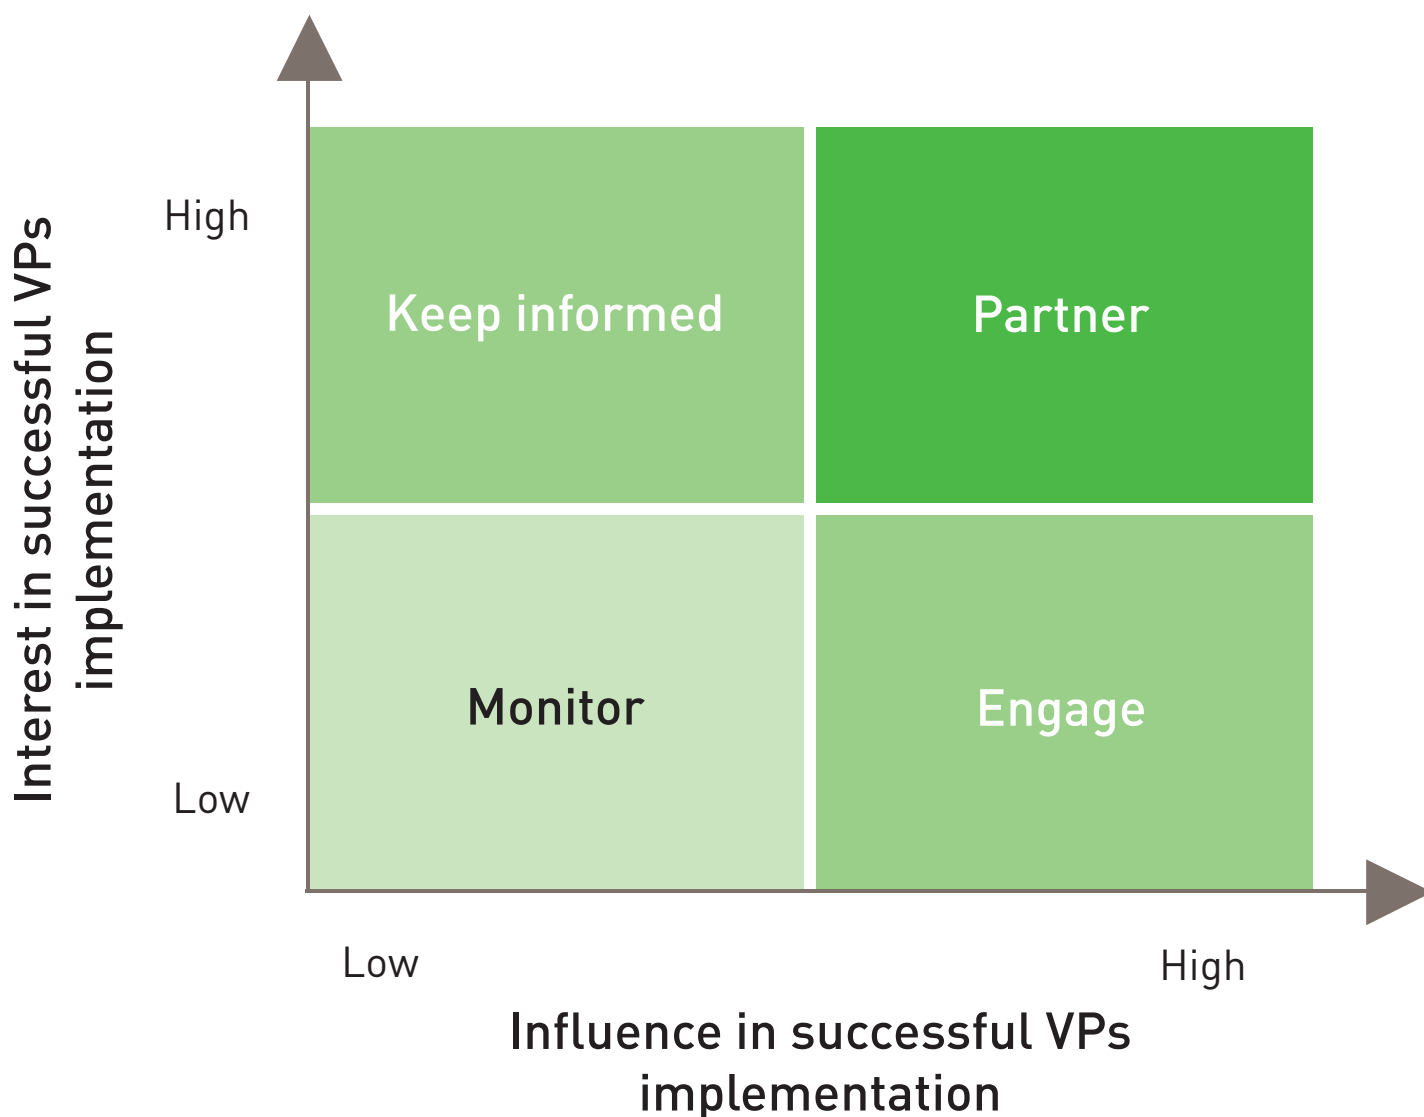 Interest in successful VPs
implementation
High
Low
Keep informed
Partner
Monitor
Engage
Low
High
Influence in successful VPs
implementation